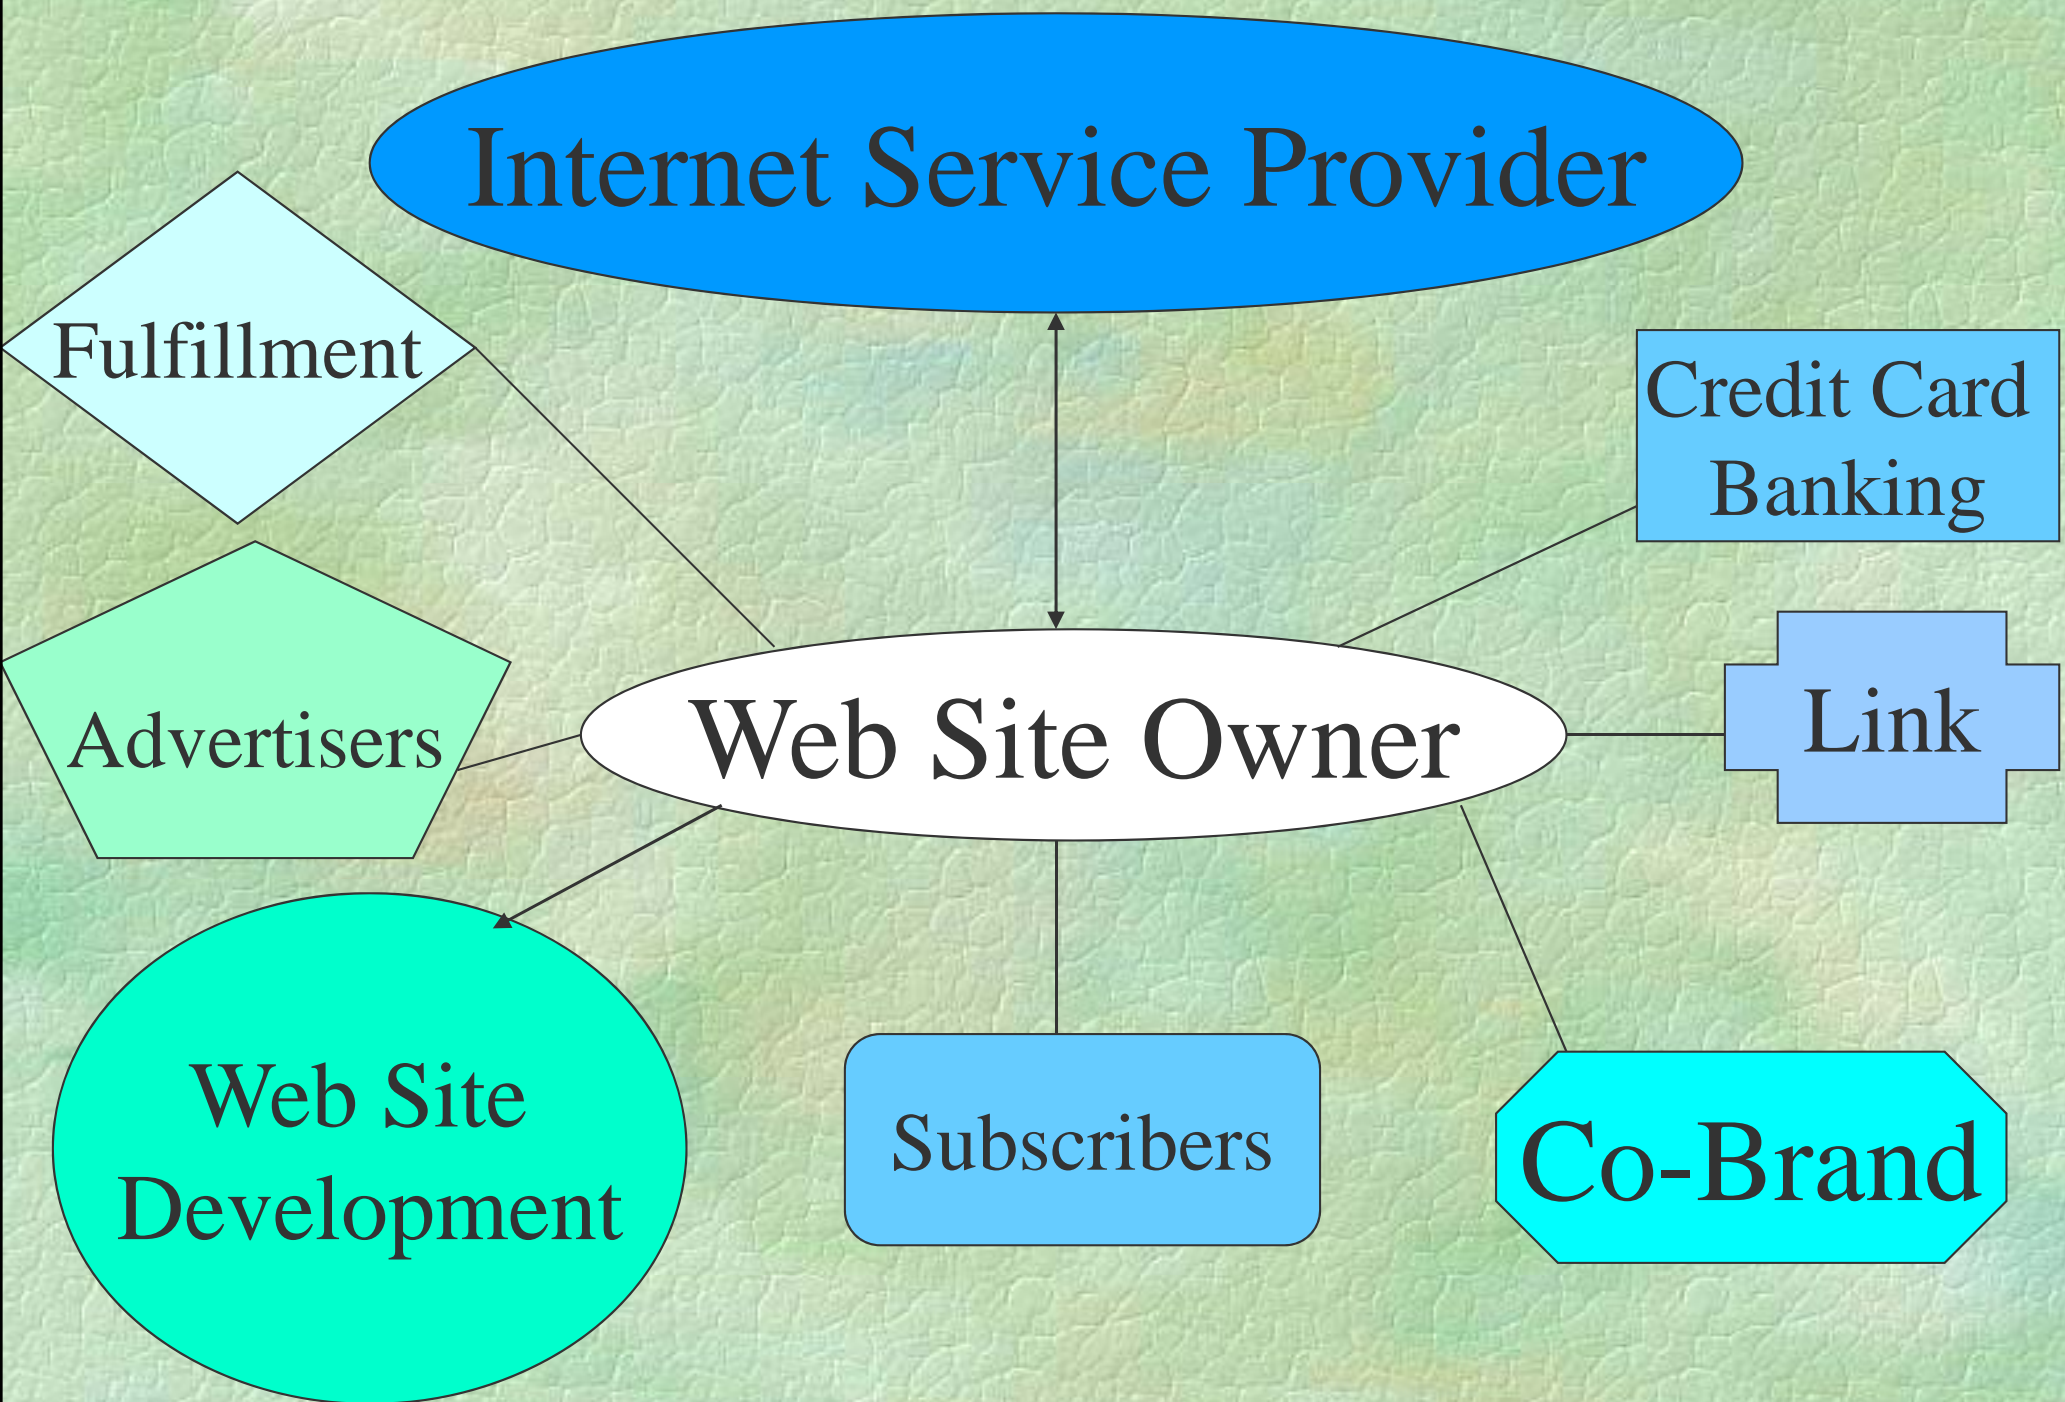 Internet Service Provider
Fulfillment
Credit Card
Banking
Advertisers
Web Site Owner
Link
Web Site
Development
Subscribers
Co-Brand